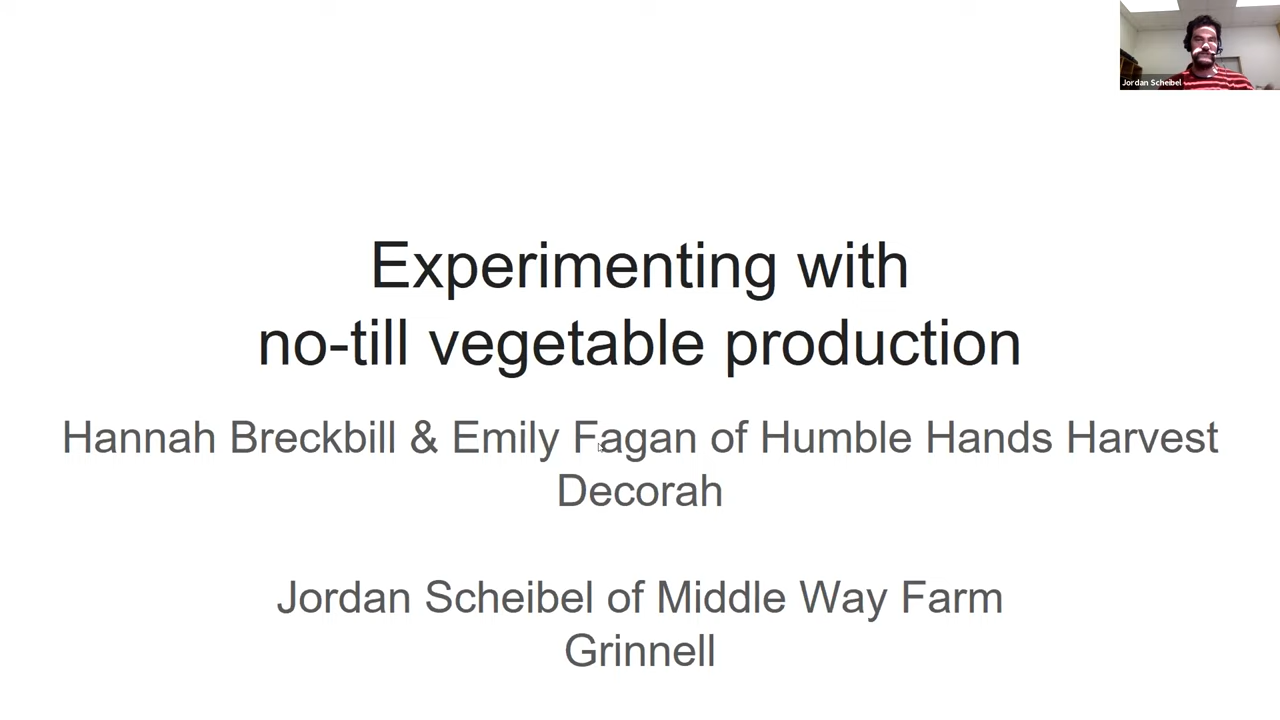 Jordan Scheibel
Experimenting with
no-till vegetable production
Hannah Breckbill & Emily Fagan of Humble Hands Harvest
Decorah
Jordan Scheibel of Middle Way Farm
Grinnell